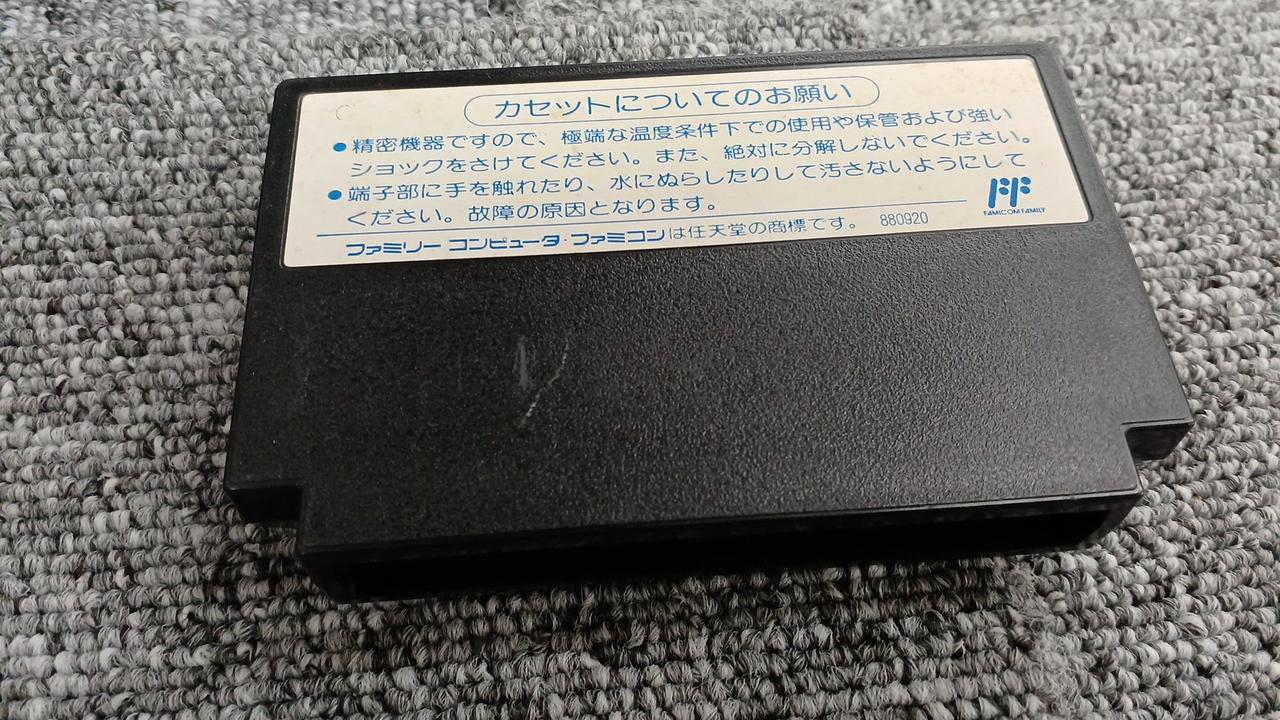 カセットについてのお願い
●精密機器ですので、極端な温度条件下での使用や保管および強い
ショックをさけてください。また、絶対に分解しないでください。
●端子部に手を触れたり、水にぬらしたりして汚さないようにして
ください。故障の原因となります。
FAMICOM FAMILY
ファミリー コンピュータ・ファミコンは任天堂の商標です。 880920